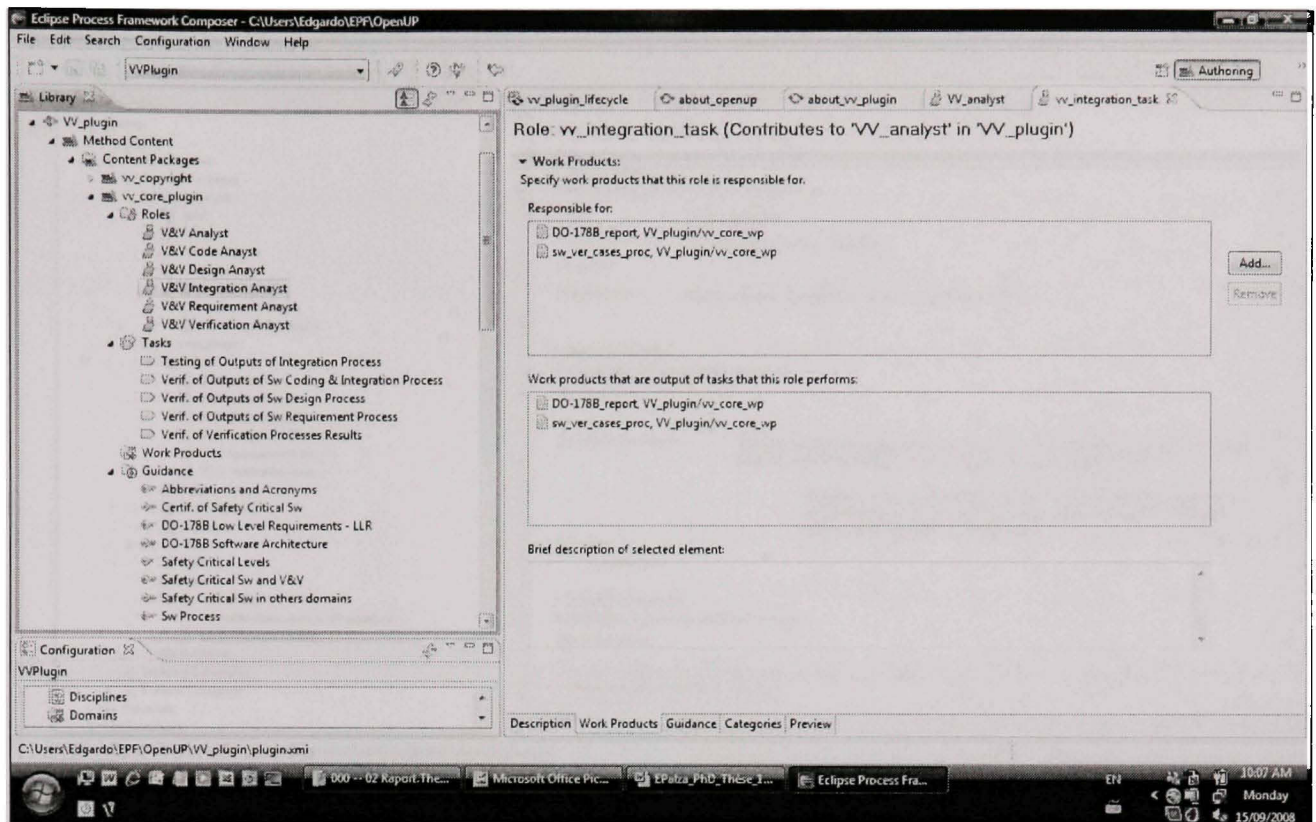 Eclipse Process Framework Composer - C:\Users\Edgardo\EPF\OpenUP
File Edit Search Configuration Window Help
VVPlugin
Authoring
Library
VV_plugin
Method Content
Content Packages
vv_copyright
vv_core_plugin
Roles
V&V Analyst
V&V Code Anayst
V&V Design Anayst
V&V Integration Anayst
V&V Requirement Anayst
V&V Verification Anayst
Tasks
Testing of Outputs of Integration Process
Verif. of Outputs of Sw Coding & Integration Process
Verif. of Outputs of Sw Design Process
Verif. of Outputs of Sw Requirement Process
Verif. of Verification Processes Results
Work Products
Guidance
Abbreviations and Acronyms
Certif. of Safety Critical Sw
DO-178B Low Level Requirements - LLR
DO-178B Software Architecture
Safety Critical Levels
Safety Critical Sw and V&V
Safety Critical Sw in others domains
Sw Process
Configuration
VVPlugin
Disciplines
Domains
vv_plugin_lifecycle about_openup about_vv_plugin VV_analyst vv_integration_task
Role: vv_integration_task (Contributes to 'VV_analyst' in 'VV_plugin')
Work Products:
Specify work products that this role is responsible for.
Responsible for:
DO-178B_report, VV_plugin/vv_core_wp
sw_ver_cases_proc, VV_plugin/vv_core_wp
Add...
Remove
Work products that are output of tasks that this role performs:
DO-178B_report, VV_plugin/vv_core_wp
sw_ver_cases_proc, VV_plugin/vv_core_wp
Brief description of selected element:
Description Work Products Guidance Categories Preview
C:\Users\Edgardo\EPF\OpenUP\VV_plugin\plugin.xmi
000 -- 02 Raport.The... Microsoft Office Pic... EPalza_PhD_Thése_1... Eclipse Process Fra...
EN
10:07 AM
Monday
15/09/2008